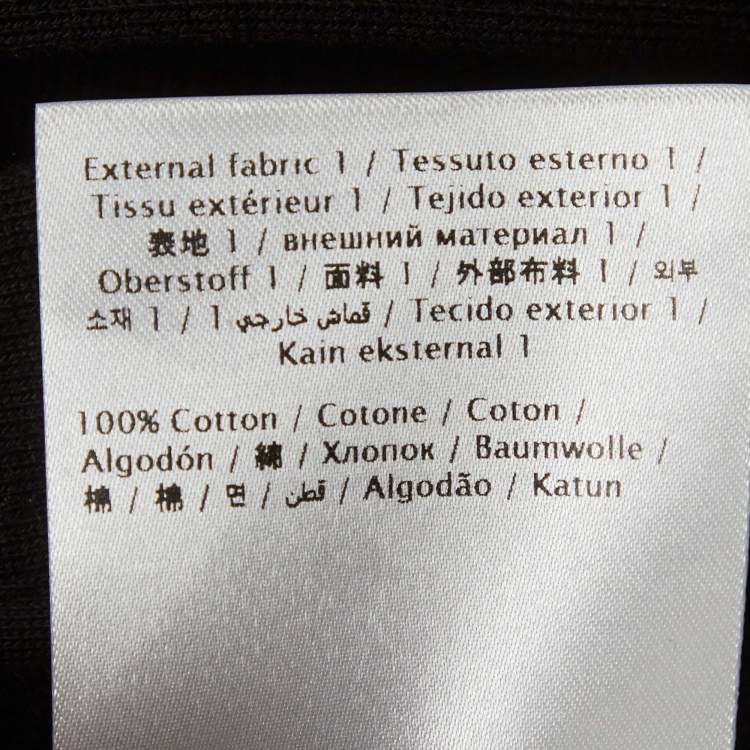 External fabric 1 / Tessuto esterno 1 /
Tissu extérieur 1 / Tejido exterior 1 /
表地 1 / внешний материал 1 /
Oberstoff 1 / 面料 1 / 外部布料 1 / 외부
소재 1 / 1 قماش خارجي / Tecido exterior 1 /
Kain eksternal 1
100% Cotton / Cotone / Coton /
Algodón / 綿 / Хлопок / Baumwolle /
棉 / 棉 / 면 / قطن / Algodão / Katun